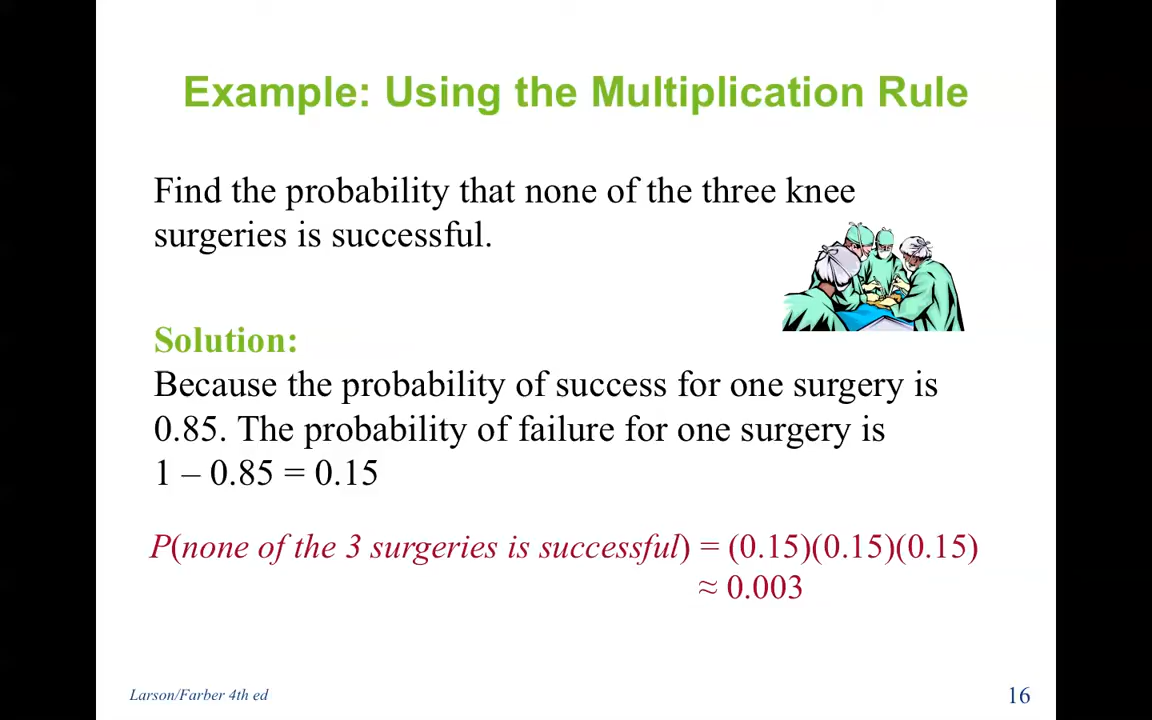 Example: Using the Multiplication Rule
Find the probability that none of the three knee
surgeries is successful.
Solution:
Because the probability of success for one surgery is
0.85. The probability of failure for one surgery is
1 – 0.85 = 0.15
P(none of the 3 surgeries is successful) = (0.15)(0.15)(0.15)
≈ 0.003
Larson/Farber 4th ed
16